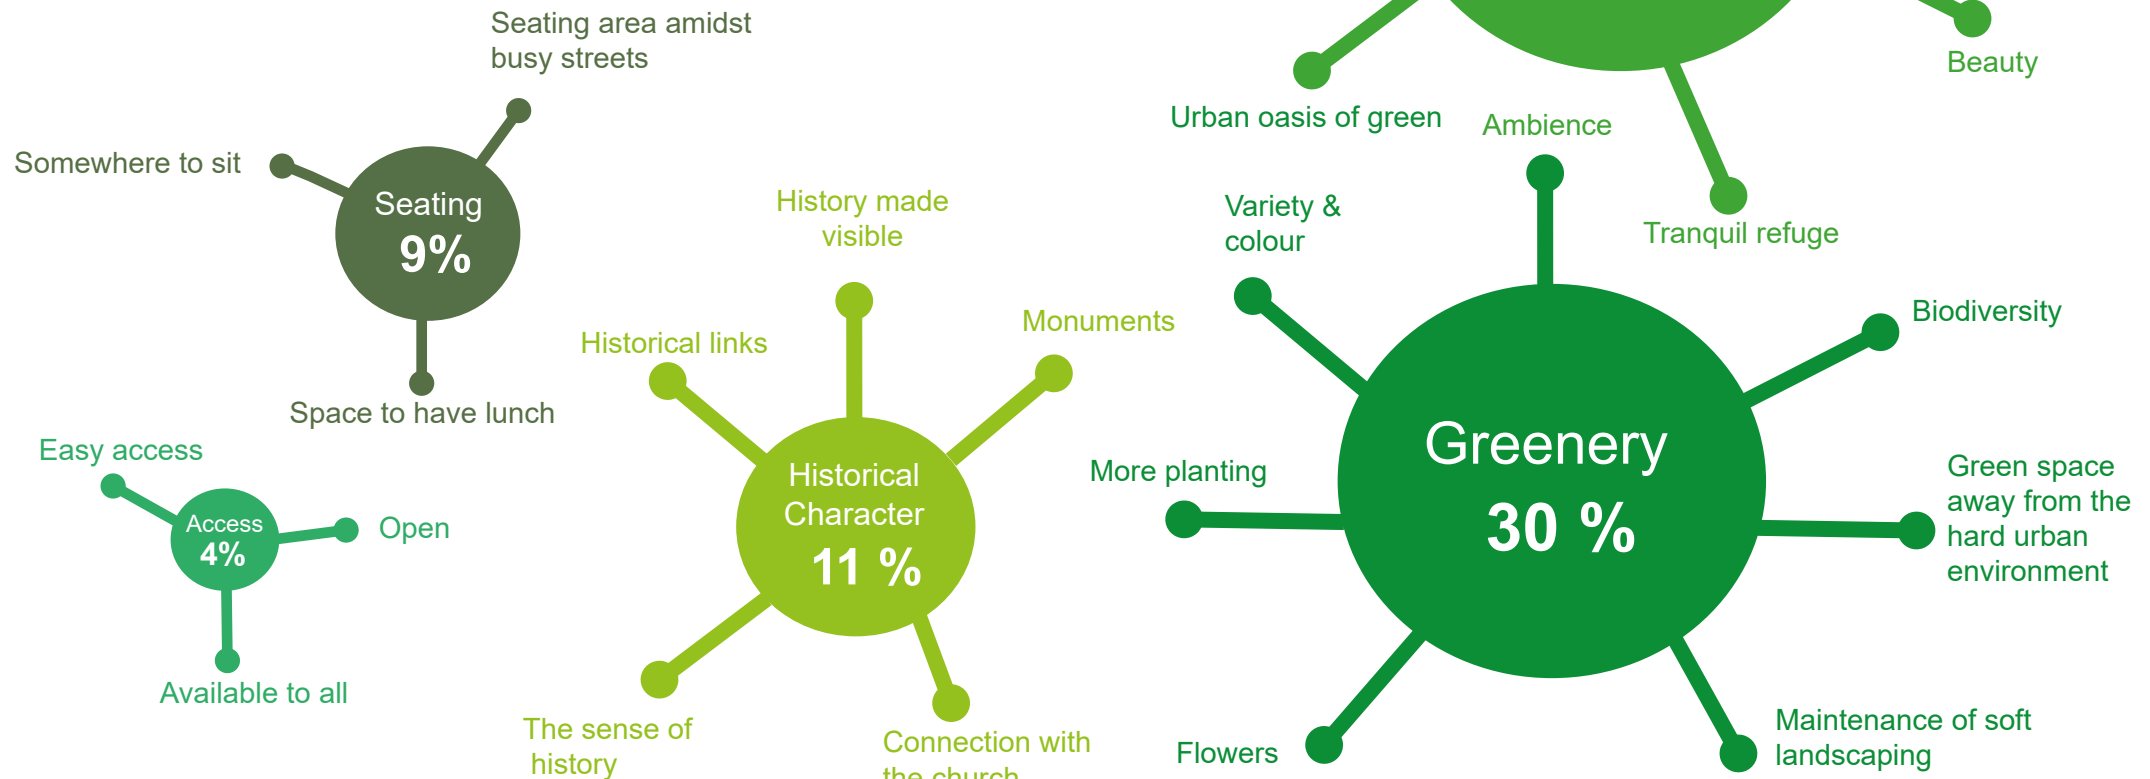 Seating area amidst
busy streets
Somewhere to sit
Seating
9%
Space to have lunch
Easy access
Access
4%
Open
Available to all
History made
visible
Historical links
Monuments
Historical
Character
11 %
The sense of
history
Connection with
the church
Beauty
Urban oasis of green
Ambience
Tranquil refuge
Variety &
colour
Biodiversity
More planting
Greenery
30 %
Green space
away from the
hard urban
environment
Flowers
Maintenance of soft
landscaping